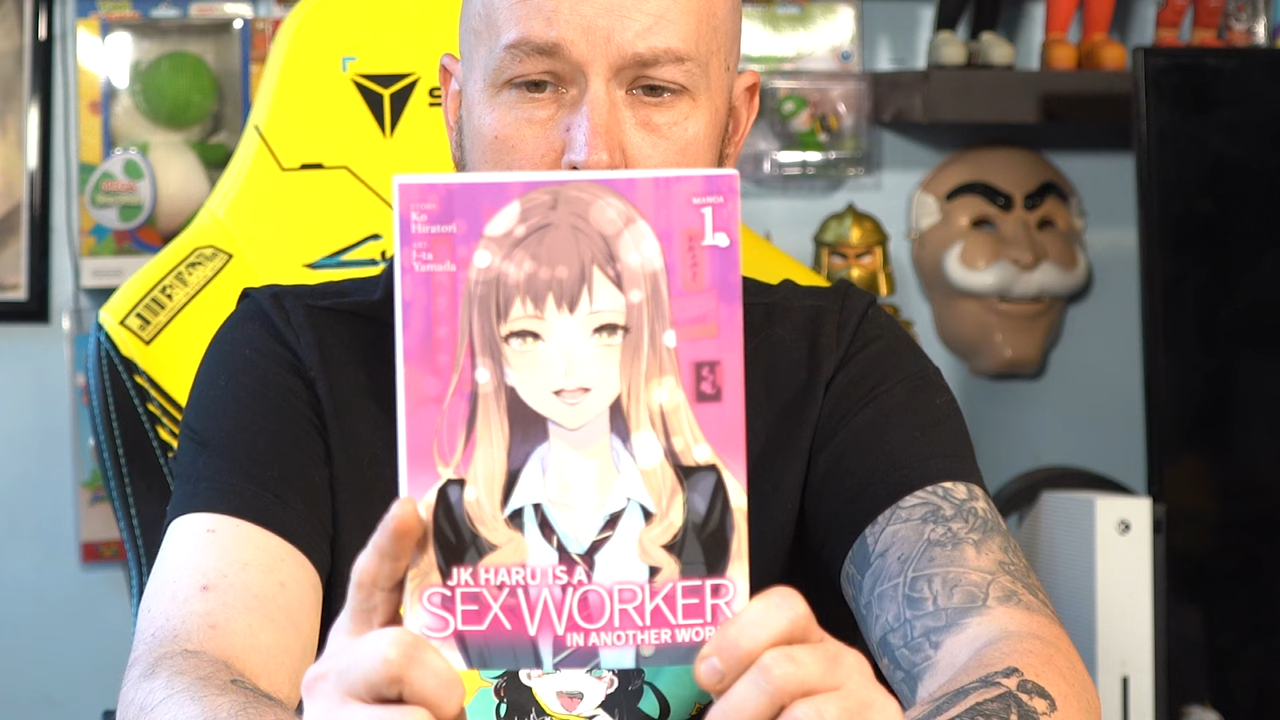 STORY
Ko
Hiratori
ART
J-ta
Yamada
MANGA
1
JK HARU IS A
SEX WORKER
IN ANOTHER WOR